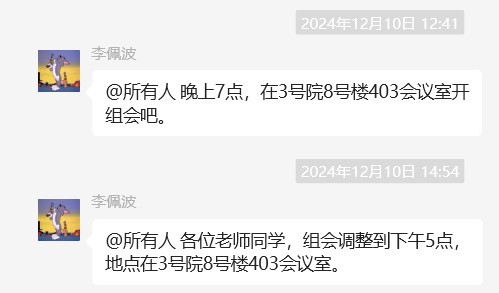 2024年12月10日 12:41
李佩波
@所有人 晚上7点，在3号院8号楼403会议室开
组会吧。
2024年12月10日 14:54
李佩波
@所有人 各位老师同学，组会调整到下午5点，
地点在3号院8号楼403会议室。